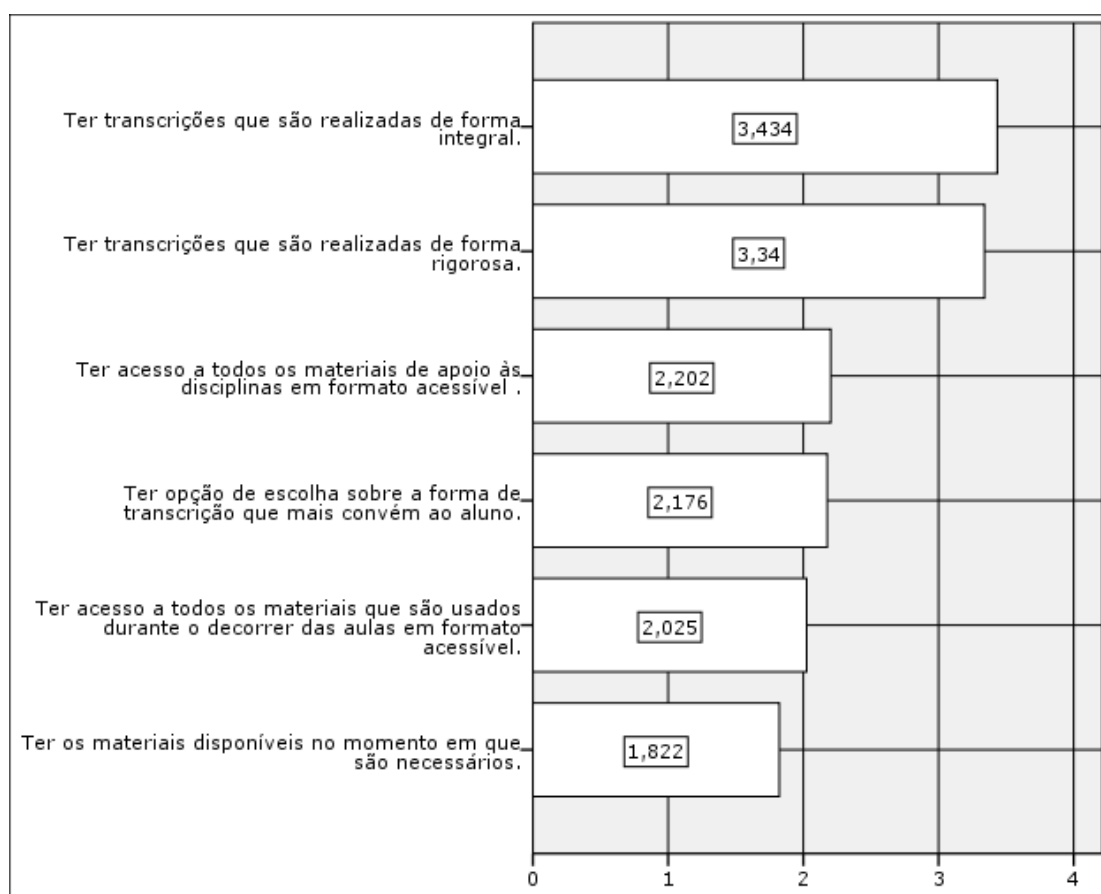 Ter transcrições que são realizadas de forma
integral.
3,434
Ter transcrições que são realizadas de forma
rigorosa.
3,34
Ter acesso a todos os materiais de apoio às
disciplinas em formato acessível .
2,202
Ter opção de escolha sobre a forma de
transcrição que mais convém ao aluno.
2,176
Ter acesso a todos os materiais que são usados
durante o decorrer das aulas em formato
acessível.
2,025
Ter os materiais disponíveis no momento em que
são necessários.
1,822
0 1 2 3 4